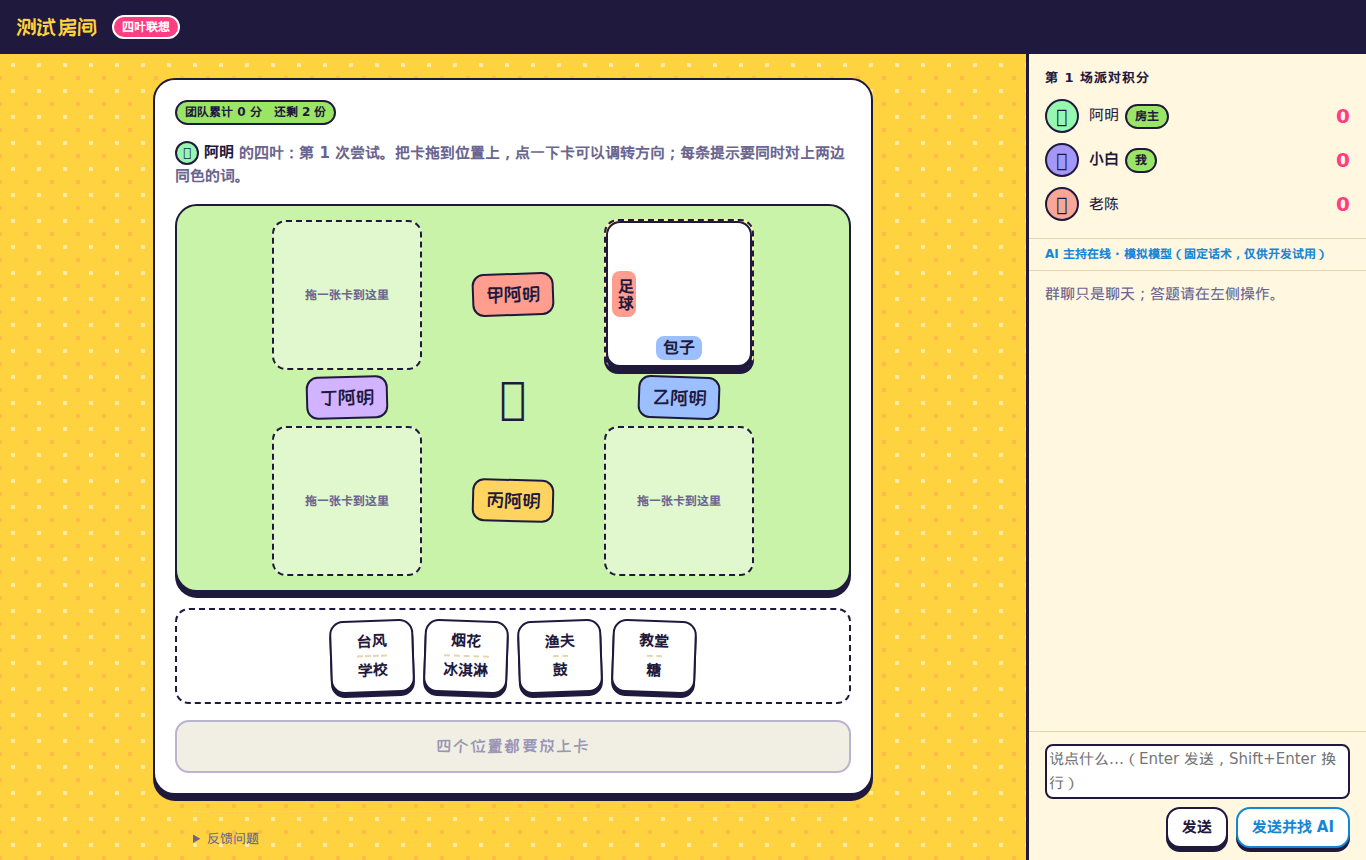 测试房间 四叶联想
团队累计 0 分 还剩 2 份
阿明 的四叶：第 1 次尝试。把卡拖到位置上，点一下卡可以调转方向；每条提示要同时对上两边
同色的词。
拖一张卡到这里
甲阿明
足球
包子
丁阿明
乙阿明
拖一张卡到这里
丙阿明
拖一张卡到这里
台风
学校
烟花
冰淇淋
渔夫
鼓
教堂
糖
四个位置都要放上卡
▶ 反馈问题
第 1 场派对积分
阿明 房主 0
小白 我 0
老陈 0
AI 主持在线 · 模拟模型（固定话术，仅供开发试用）
群聊只是聊天；答题请在左侧操作。
说点什么…（Enter 发送，Shift+Enter 换
行）
发送 发送并找 AI